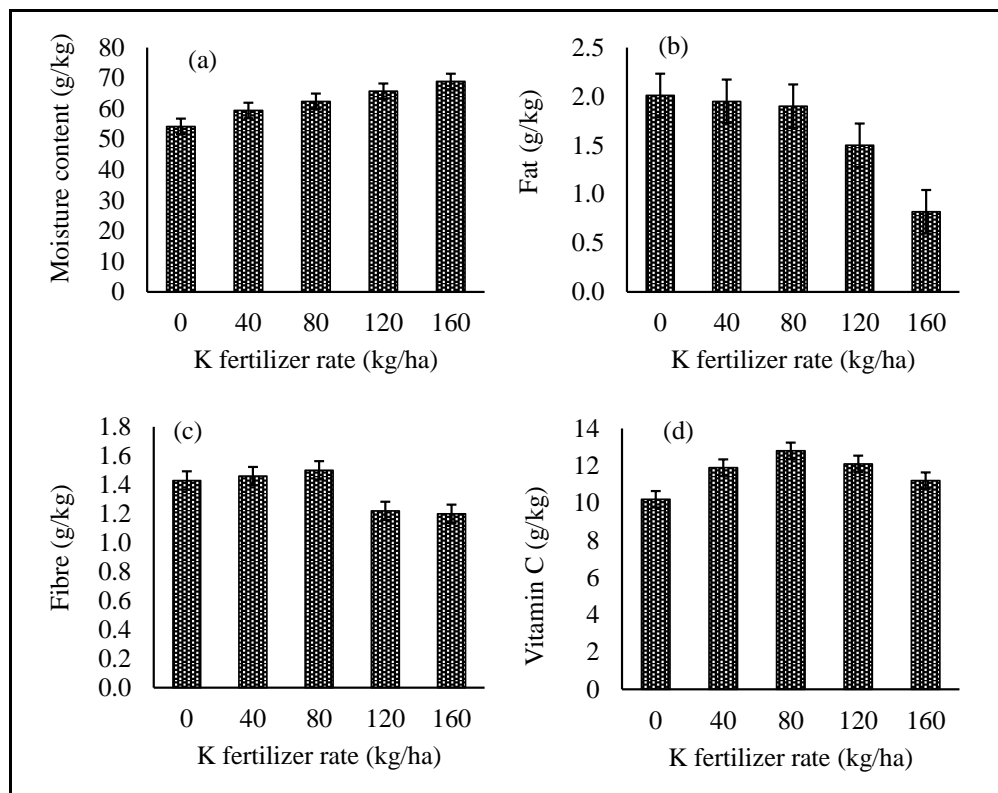 (a)
Moisture content (g/kg)
80
70
60
50
40
30
20
10
0
0 40 80 120 160
K fertilizer rate (kg/ha)
(b)
Fat (g/kg)
2.5
2.0
1.5
1.0
0.5
0.0
0 40 80 120 160
K fertilizer rate (kg/ha)
(c)
Fibre (g/kg)
1.8
1.6
1.4
1.2
1.0
0.8
0.6
0.4
0.2
0.0
0 40 80 120 160
K fertilizer rate (kg/ha)
(d)
Vitamin C (g/kg)
14
12
10
8
6
4
2
0
0 40 80 120 160
K fertilizer rate (kg/ha)